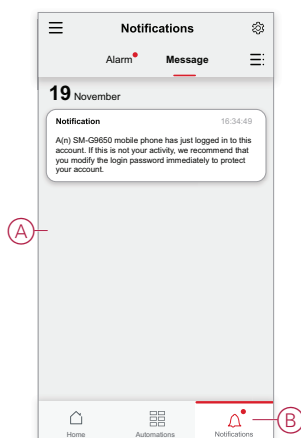 Notifications
Alarm Message
19 November
Notification 16:34:49
A(n) SM-G9650 mobile phone has just logged in to this
account. If this is not your activity, we recommend that
you modify the login password immediately to protect
your account.
A
B
Home Automations Notifications